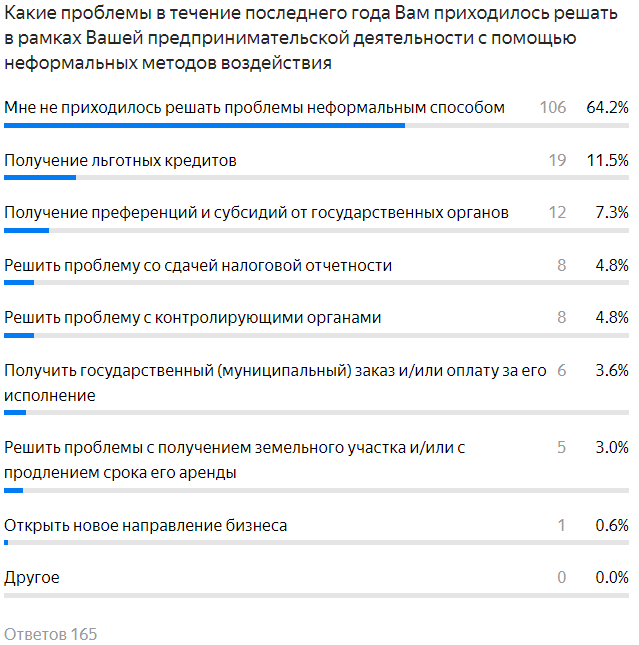 Какие проблемы в течение последнего года Вам приходилось решать
в рамках Вашей предпринимательской деятельности с помощью
неформальных методов воздействия
Мне не приходилось решать проблемы неформальным способом 106 64.2%
Получение льготных кредитов 19 11.5%
Получение преференций и субсидий от государственных органов 12 7.3%
Решить проблему со сдачей налоговой отчетности 8 4.8%
Решить проблему с контролирующими органами 8 4.8%
Получить государственный (муниципальный) заказ и/или оплату за его 6 3.6%
исполнение
Решить проблемы с получением земельного участка и/или с 5 3.0%
продлением срока его аренды
Открыть новое направление бизнеса 1 0.6%
Другое 0 0.0%
Ответов 165